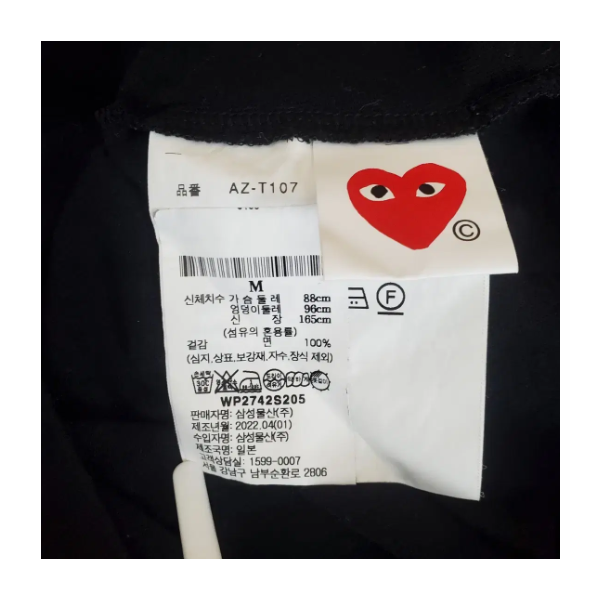 品番 AZ-T107
©
M
신체치수 가 슴 둘 레 88cm
엉덩이둘레 96cm
신 장 165cm
(섬유의 혼용률)
겉감 면 100%
(심지,상표,보강재,자수,장식 제외)
F
WP2742S205
판매자명: 삼성물산(주)
제조년월: 2022.04(01)
수입자명: 삼성물산(주)
제조국명: 일본
고객상담실: 1599-0007
서울 강남구 남부순환로 2806